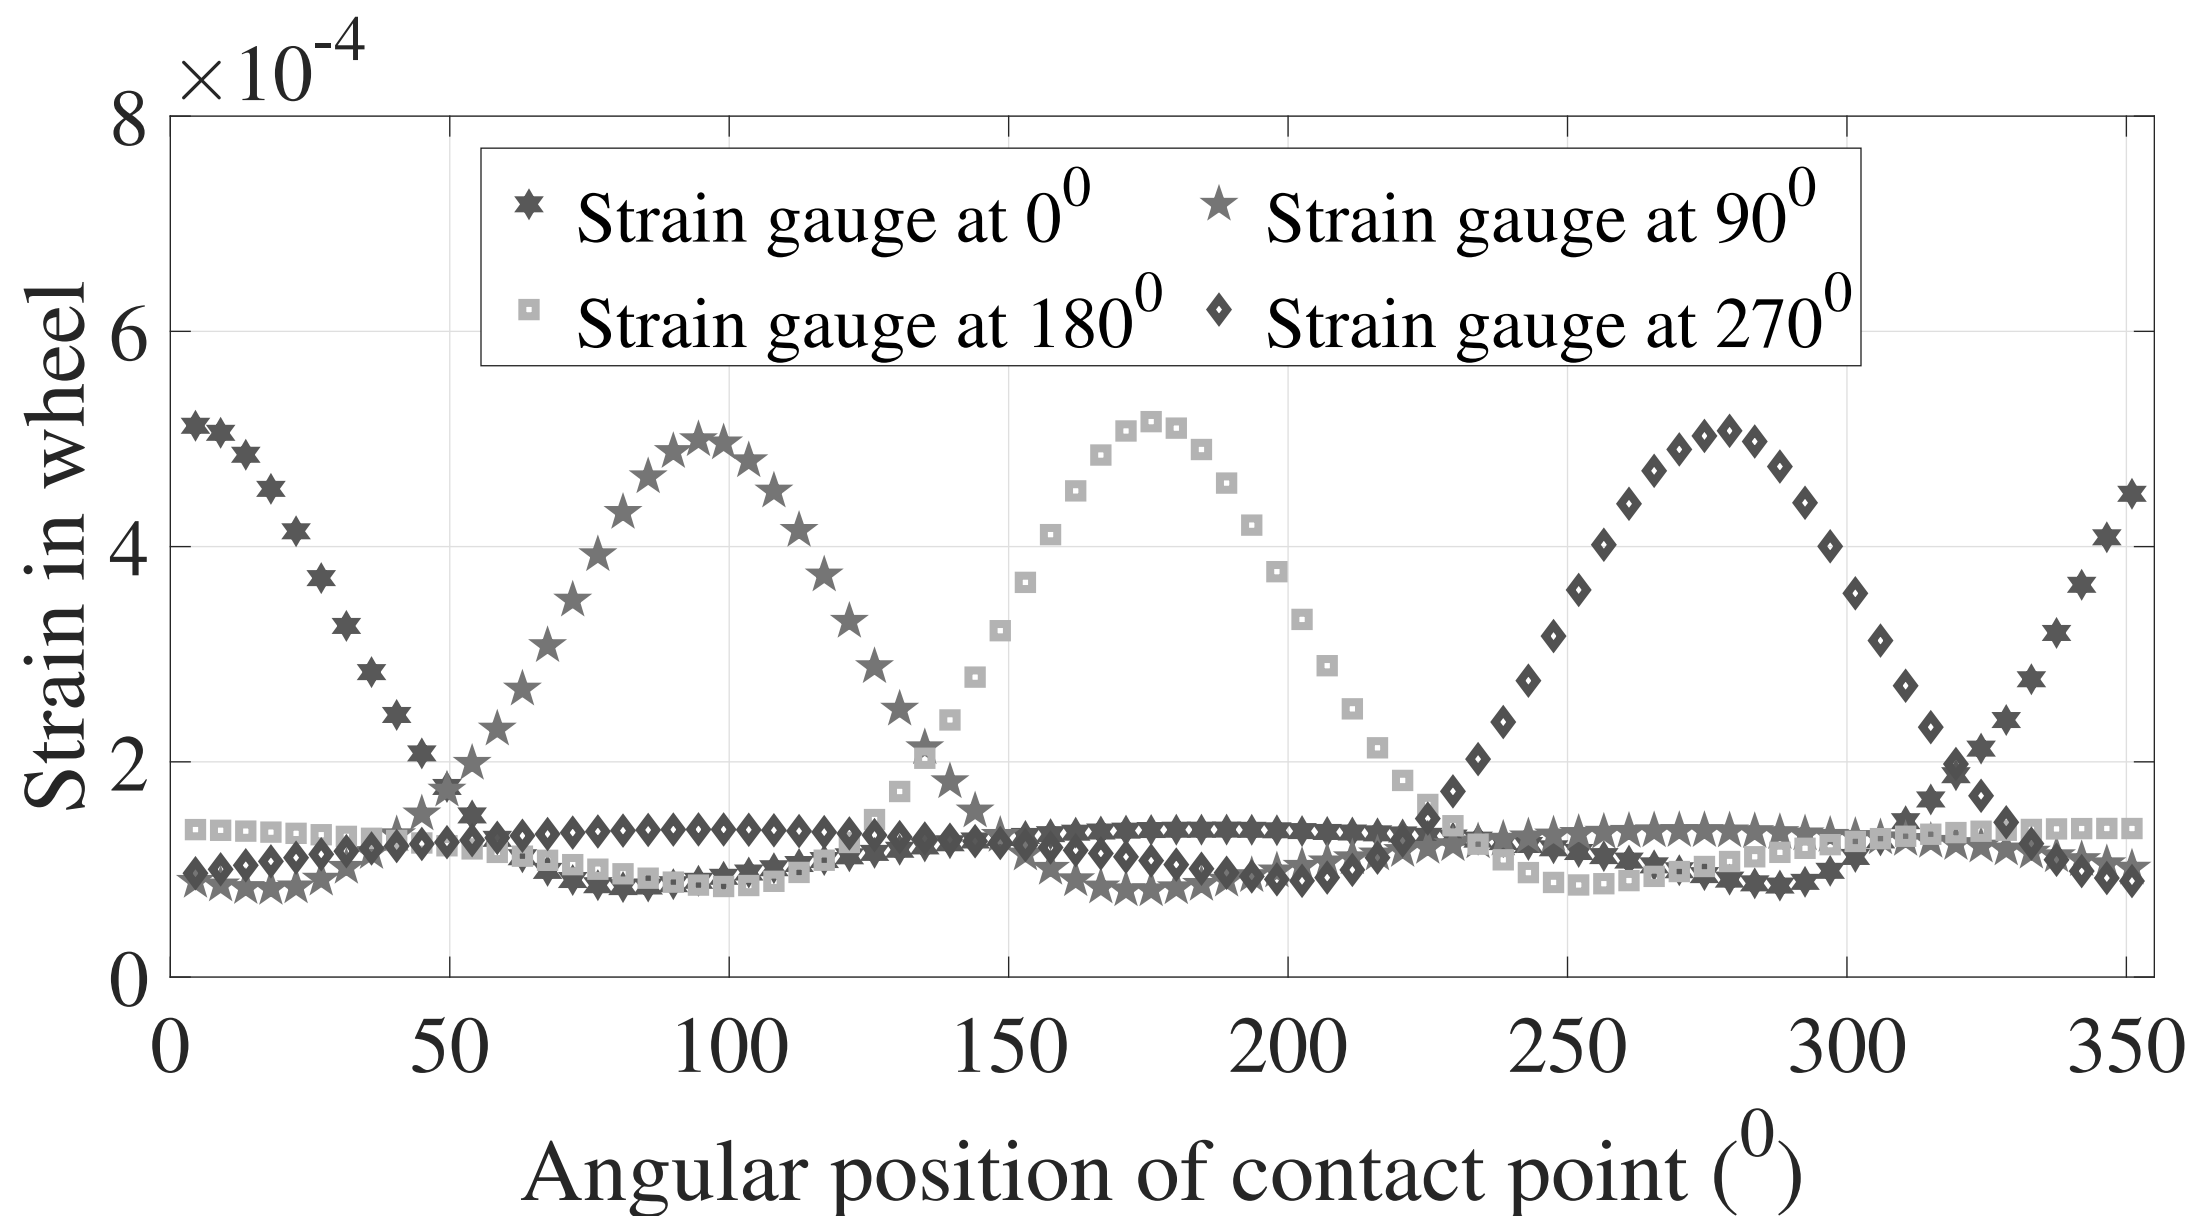 ×10^-4
8
6
4
2
0
Strain in wheel
Strain gauge at 0^0
Strain gauge at 90^0
Strain gauge at 180^0
Strain gauge at 270^0
0 50 100 150 200 250 300 350
Angular position of contact point (^0)